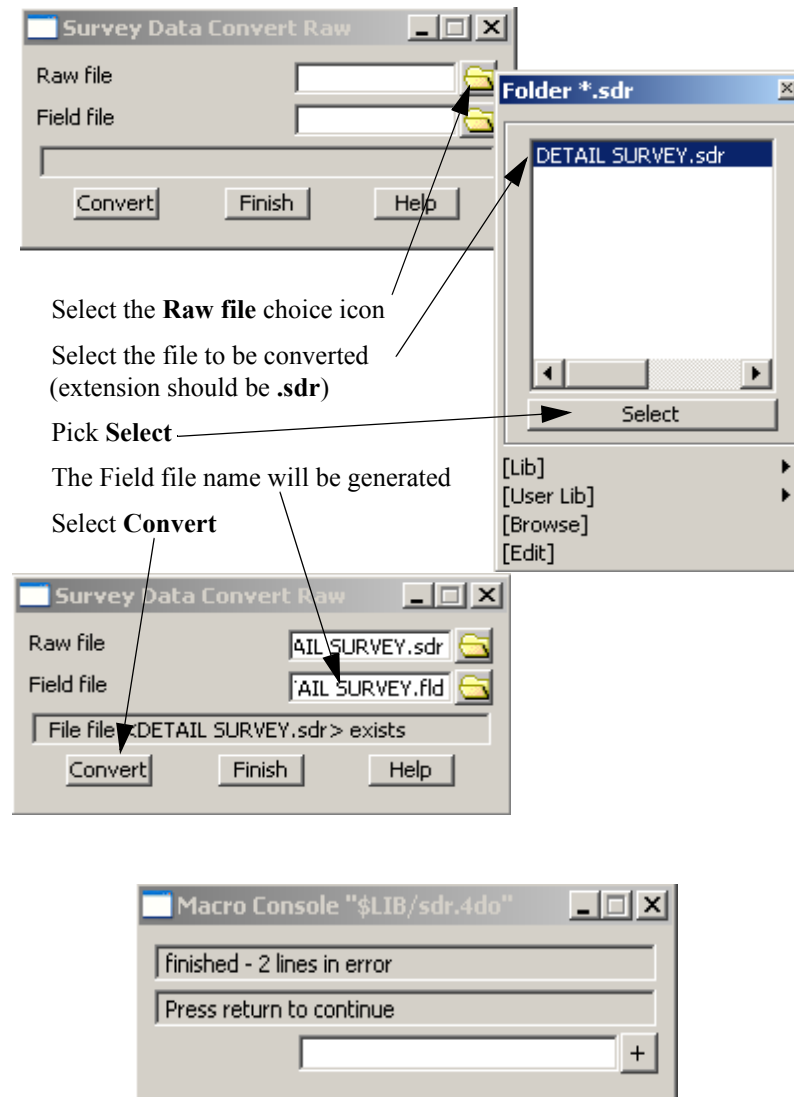 Survey Data Convert Raw
Raw file
Field file
Convert Finish Help
Folder *.sdr
DETAIL SURVEY.sdr
Select
[Lib]
[User Lib]
[Browse]
[Edit]
Select the Raw file choice icon
Select the file to be converted
(extension should be .sdr)
Pick Select
The Field file name will be generated
Select Convert
Survey Data Convert Raw
Raw file AIL SURVEY.sdr
Field file AIL SURVEY.fld
File file <DETAIL SURVEY.sdr> exists
Convert Finish Help
Macro Console "$LIB/sdr.4do"
finished - 2 lines in error
Press return to continue
+